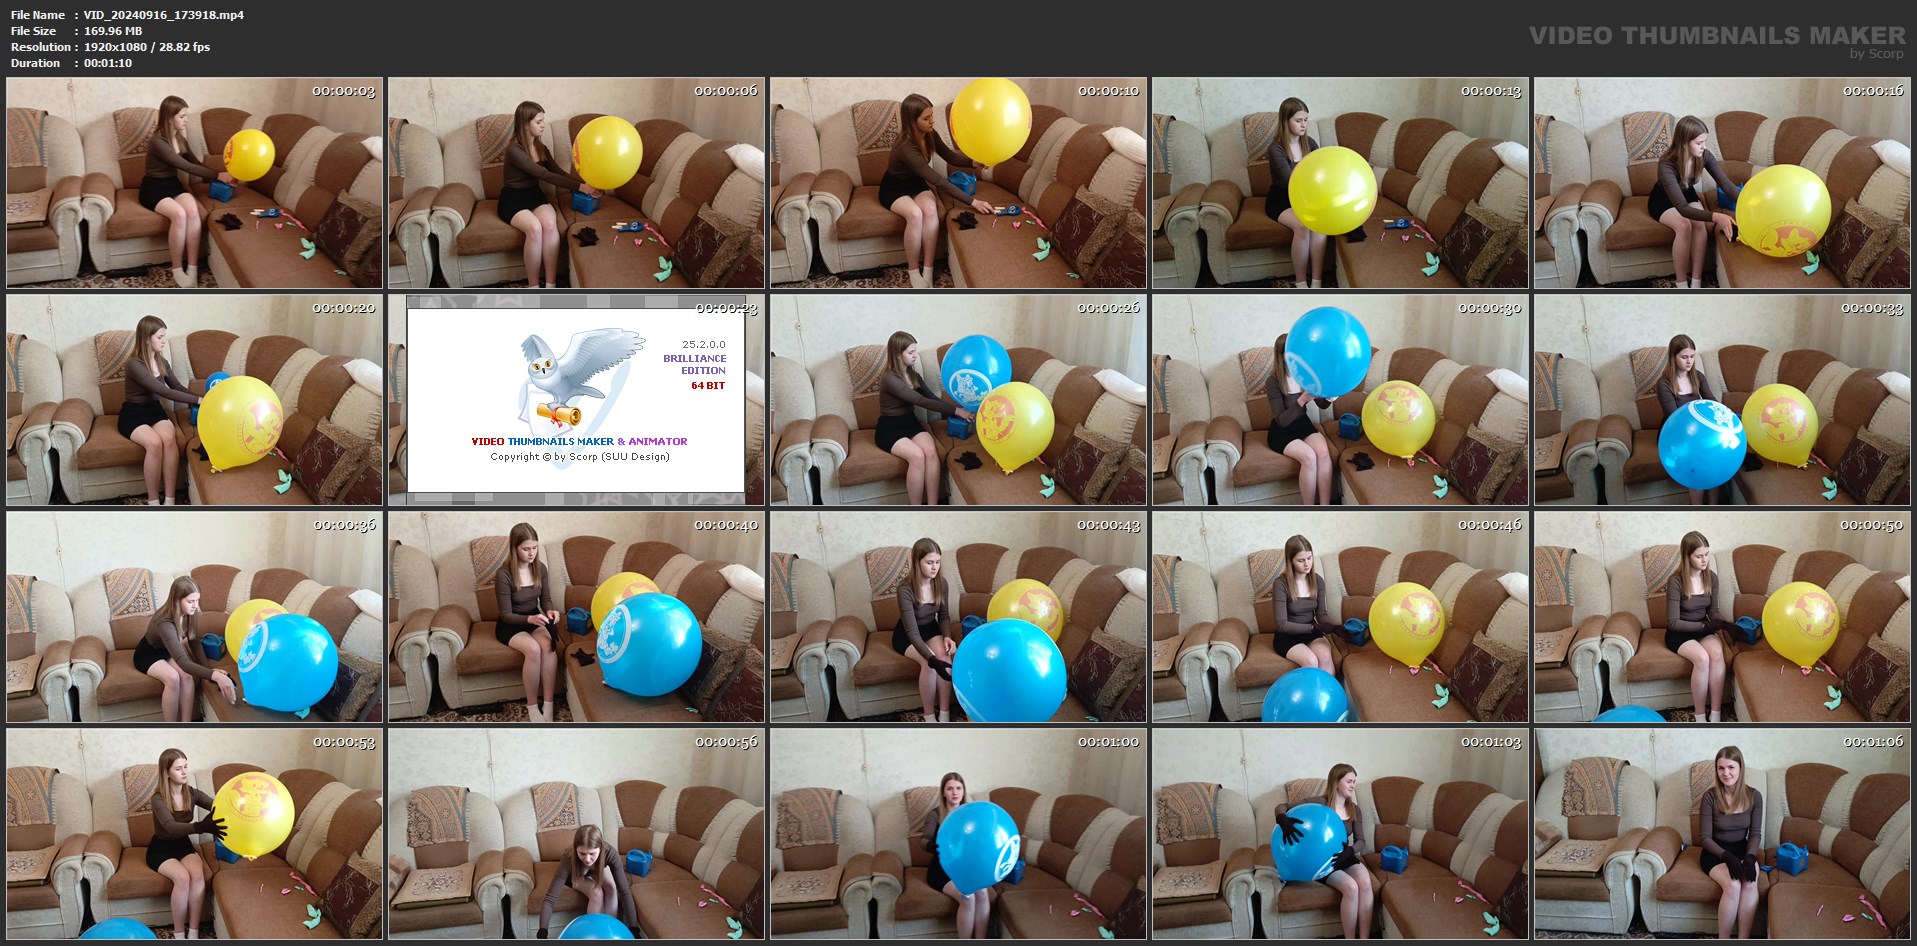 File Name : VID_20240916_173918.mp4
File Size : 169.96 MB
Resolution : 1920x1080 / 28.82 fps
Duration : 00:01:10
VIDEO THUMBNAILS MAKER
by Scorp
00:00:03
00:00:06
00:00:10
00:00:13
00:00:16
00:00:20
00:00:23
25.2.0.0
BRILLIANCE
EDITION
64 BIT
VIDEO THUMBNAILS MAKER & ANIMATOR
Copyright © by Scorp (SUU Design)
00:00:26
00:00:30
00:00:33
00:00:36
00:00:40
00:00:43
00:00:46
00:00:50
00:00:53
00:00:56
00:01:00
00:01:03
00:01:06